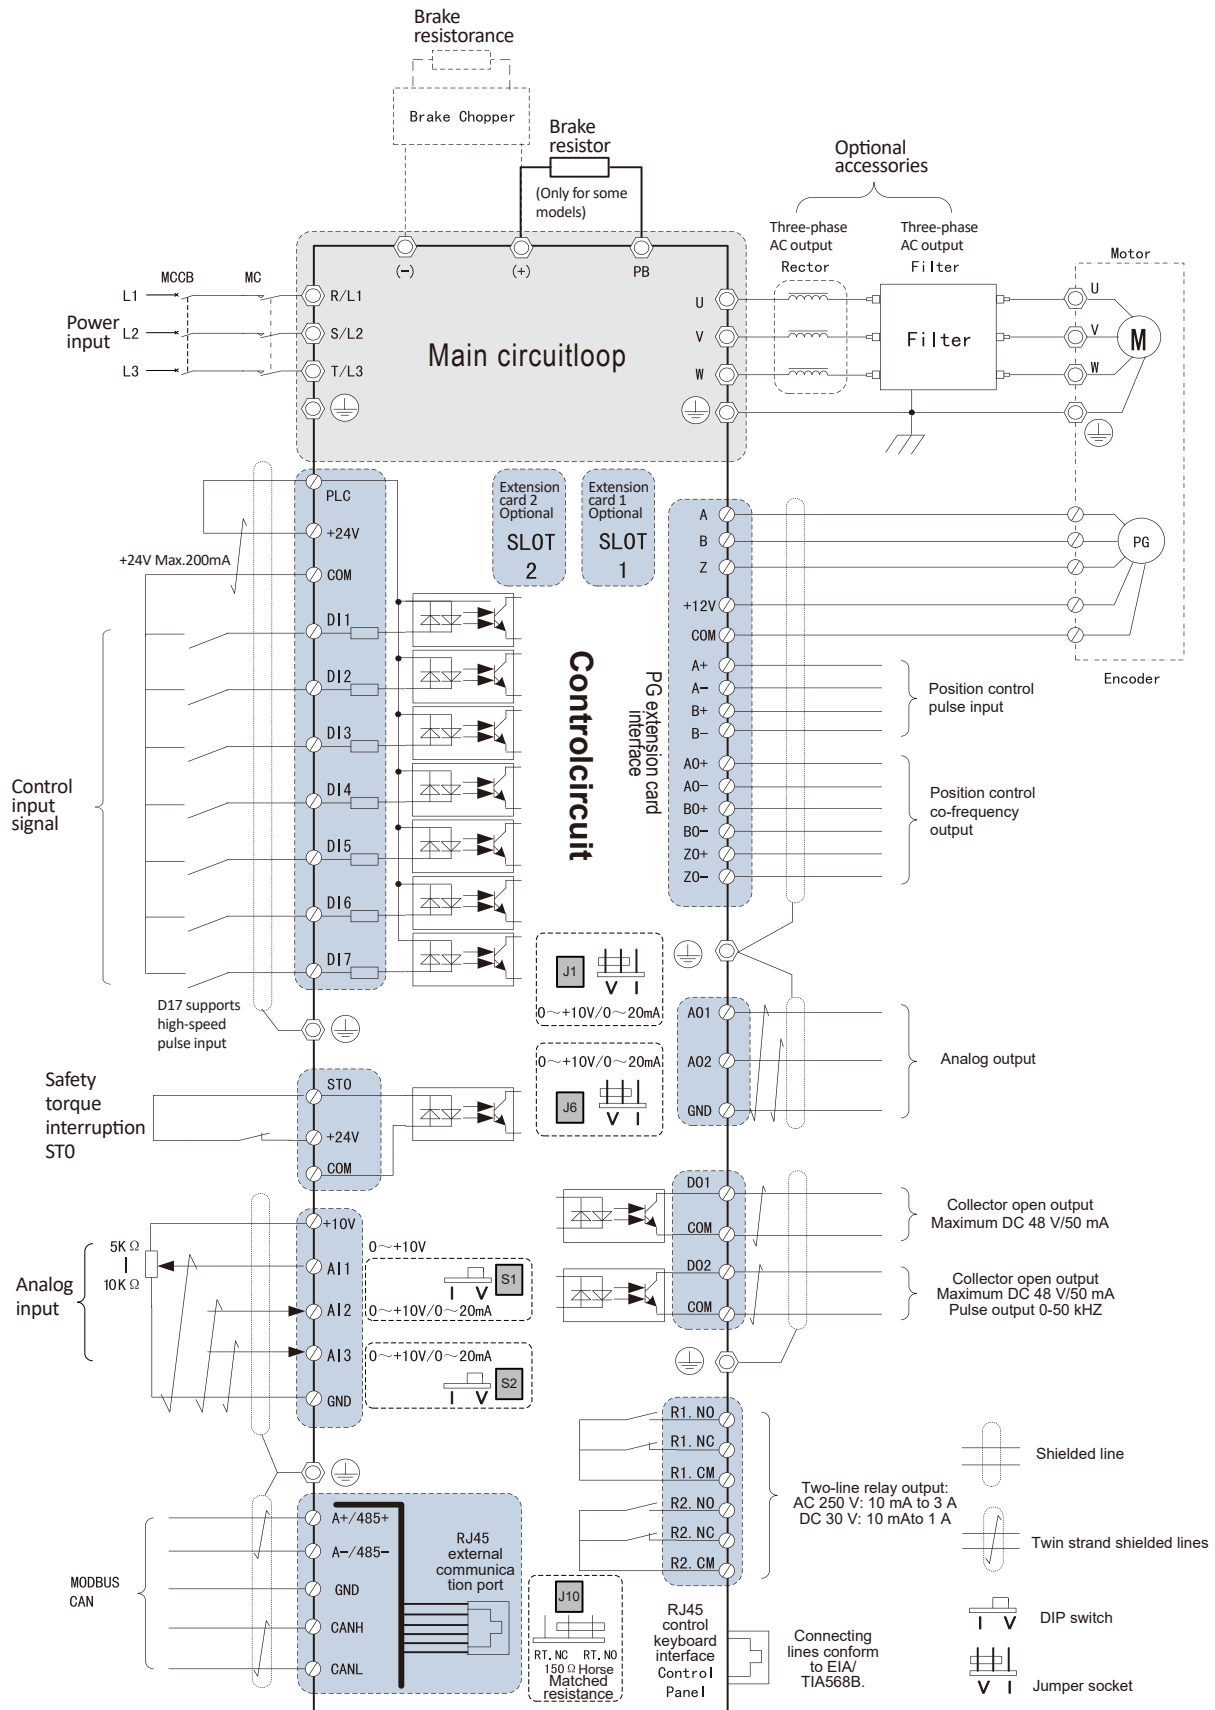 Brake
resistorance
Brake Chopper
Brake
resistor
(Only for some
models)
Optional
accessories
Three-phase
AC output
Rector
Three-phase
AC output
Filter
Motor
(-)
(+)
PB
MCCB
MC
L1
R/L1
Power
input
L2
S/L2
L3
T/L3
Main circuitloop
U
V
W
Filter
U
V
W
M
PLC
+24V
+24V Max.200mA
COM
Extension
card 2
Optional
SLOT
2
Extension
card 1
Optional
SLOT
1
A
B
Z
+12V
COM
PG
Encoder
DI1
DI2
DI3
DI4
DI5
DI6
DI7
Control
input
signal
D17 supports
high-speed
pulse input
Controlcircuit
PG extension card
interface
A+
A-
B+
B-
Position control
pulse input
AO+
AO-
BO+
BO-
ZO+
ZO-
Position control
co-frequency
output
J1
V I
0~+10V/0~20mA
0~+10V/0~20mA
J6
V I
AO1
AO2
GND
Analog output
Safety
torque
interruption
STO
STO
+24V
COM
DO1
COM
Collector open output
Maximum DC 48 V/50 mA
DO2
COM
Collector open output
Maximum DC 48 V/50 mA
Pulse output 0-50 kHZ
Analog
input
5K Ω
10K Ω
+10V
AI1
AI2
AI3
GND
0~+10V
S1
I V
0~+10V/0~20mA
0~+10V/0~20mA
S2
I V
R1. NO
R1. NC
R1. CM
R2. NO
R2. NC
R2. CM
Two-line relay output:
AC 250 V: 10 mA to 3 A
DC 30 V: 10 mAto 1 A
Shielded line
Twin strand shielded lines
I V
DIP switch
V I
Jumper socket
MODBUS
CAN
A+/485+
A-/485-
GND
CANH
CANL
RJ45
external
communica
tion port
J10
RT. NC RT. NO
150 Ω Horse
Matched
resistance
RJ45
control
keyboard
interface
Control
Panel
Connecting
lines conform
to EIA/
TIA568B.